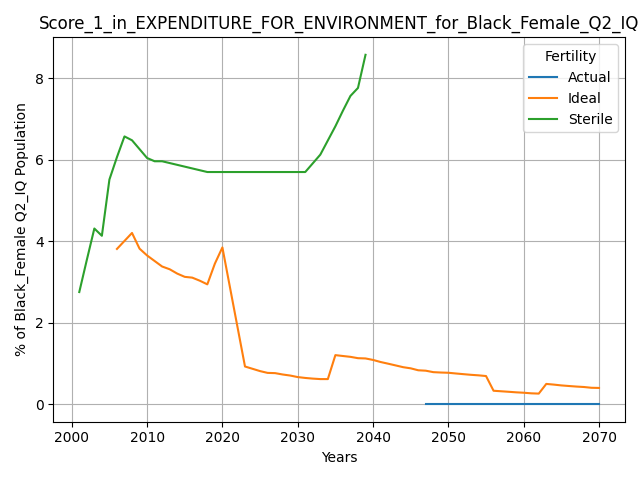 Score_1_in_EXPENDITURE_FOR_ENVIRONMENT_for_Black_Female_Q2_IQ
Fertility
Actual
Ideal
Sterile
% of Black_Female Q2_IQ Population
8
6
4
2
0
2000 2010 2020 2030 2040 2050 2060 2070
Years